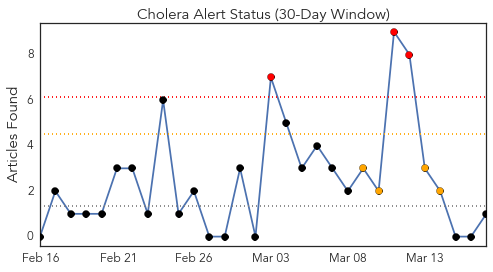 Cholera Alert Status (30-Day Window)
Articles Found
8
6
4
2
0
Feb 16 Feb 21 Feb 26 Mar 03 Mar 08 Mar 13